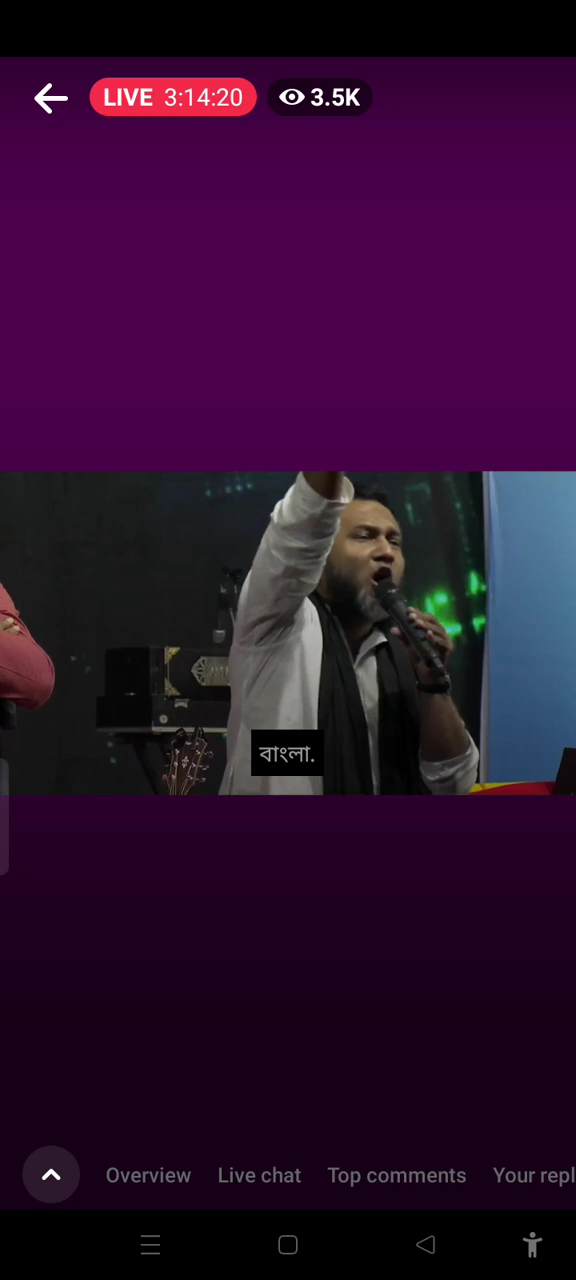 LIVE 3:14:20 3.5K
বাংলা.
Overview Live chat Top comments Your repl